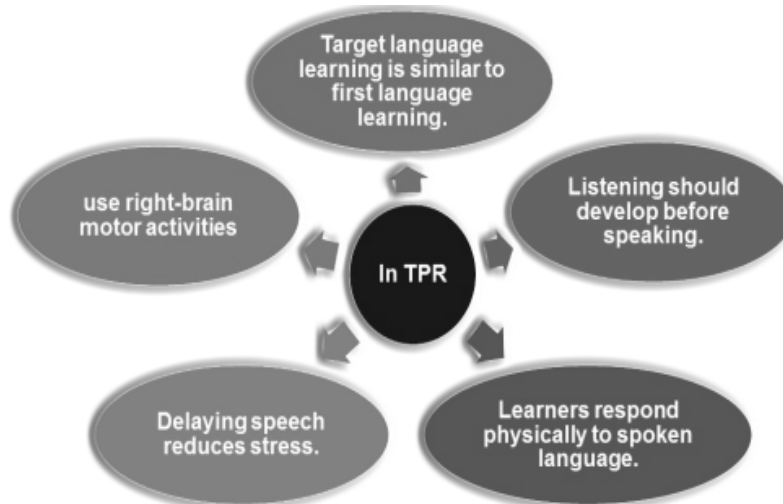 Target language
learning is similar to
first language
learning.
use right-brain
motor activities
Listening should
develop before
speaking.
In TPR
Delaying speech
reduces stress.
Learners respond
physically to spoken
language.